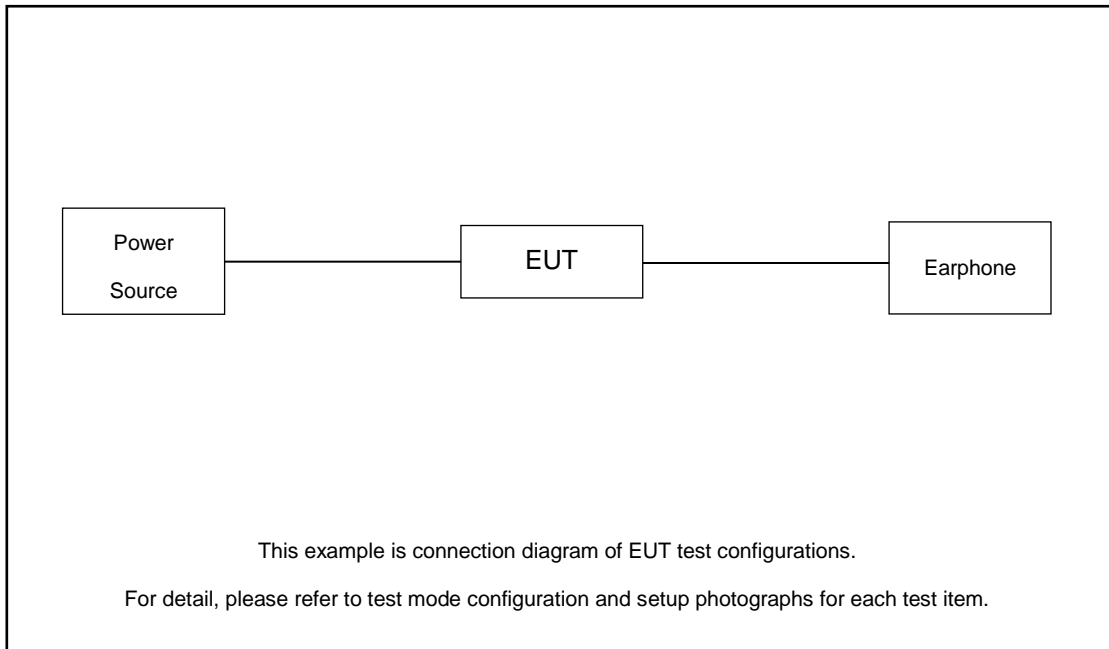 Power
Source
EUT
Earphone
This example is connection diagram of EUT test configurations.
For detail, please refer to test mode configuration and setup photographs for each test item.